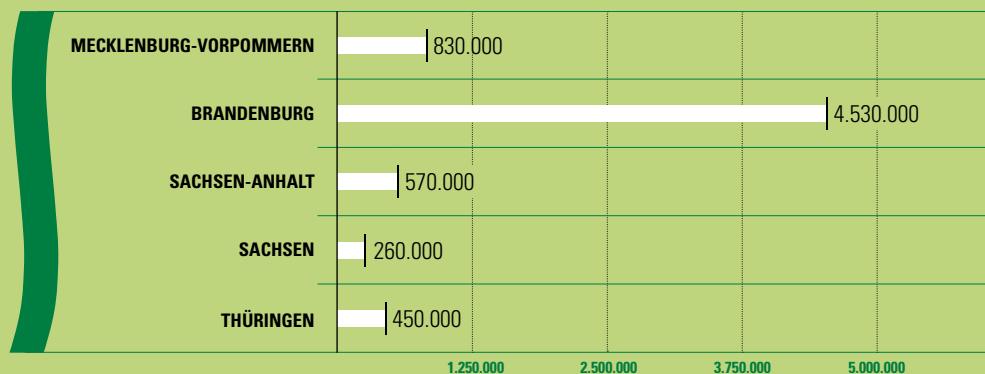 MECKLENBURG-VORPOMMERN 830.000
BRANDENBURG 4.530.000
SACHSEN-ANHALT 570.000
SACHSEN 260.000
THÜRINGEN 450.000
1.250.000 2.500.000 3.750.000 5.000.000